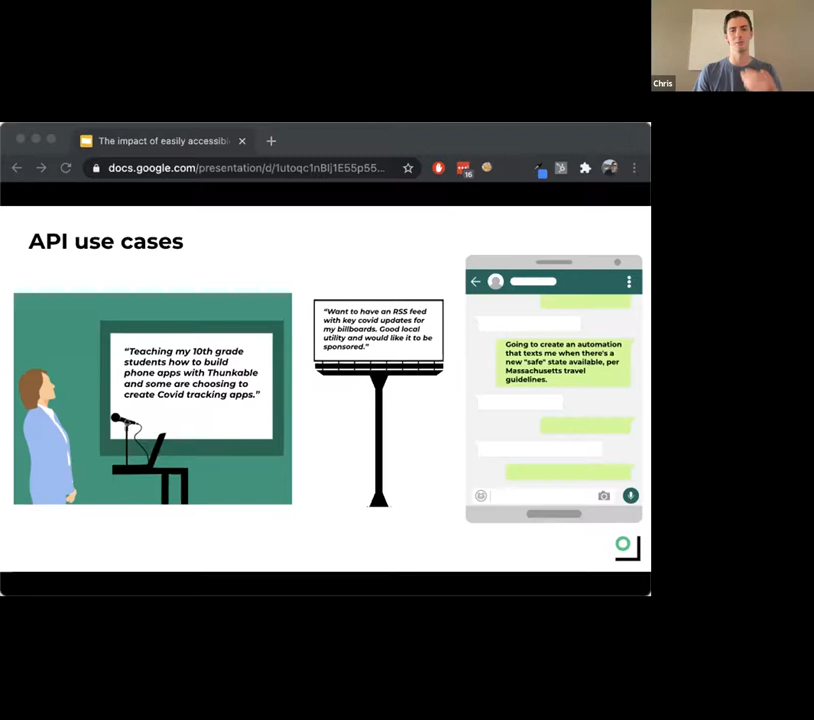 Chris
The impact of easily accessibl
docs.google.com/presentation/d/1utoqc1nBlj1E55p55...
16
API use cases
“Teaching my 10th grade
students how to build
phone apps with Thunkable
and some are choosing to
create Covid tracking apps.”
“Want to have an RSS feed
with key covid updates for
my billboards. Good local
utility and would like it to be
sponsored.”
Going to create an automation
that texts me when there's a
new "safe" state available, per
Massachusetts travel
guidelines.